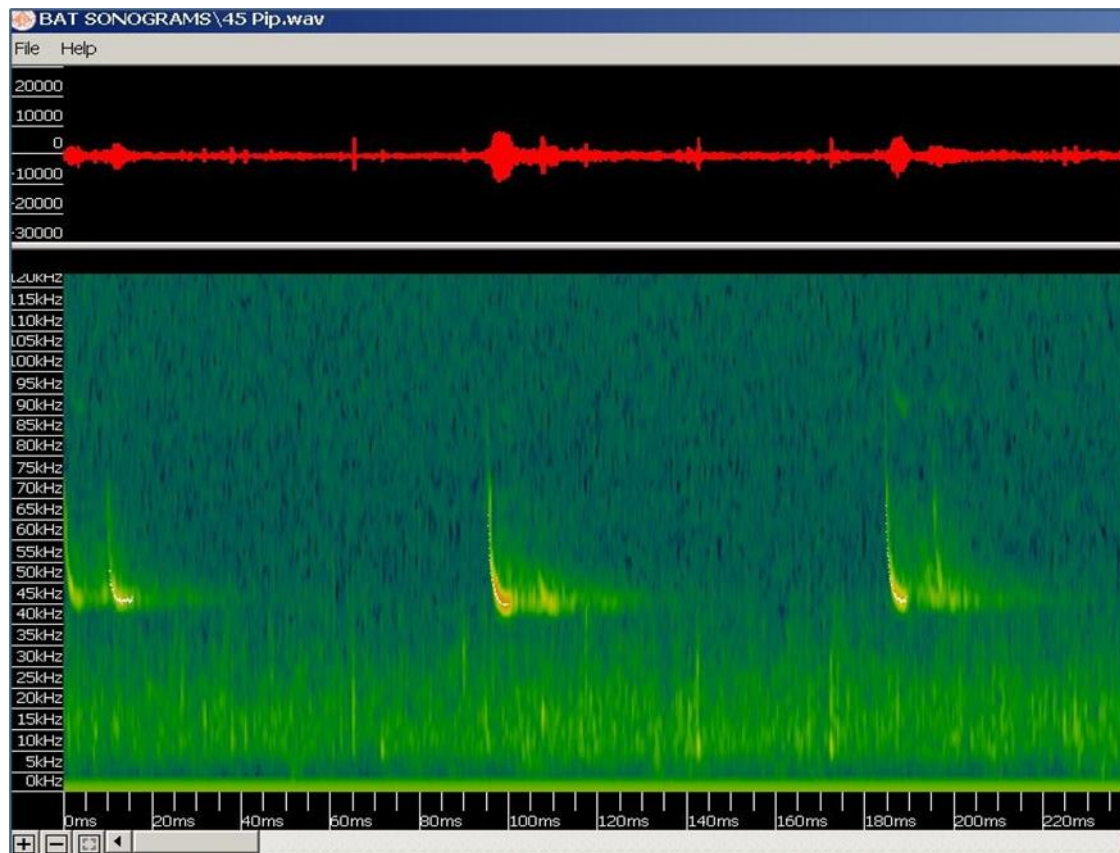 BAT SONOGRAMS\45 Pip.wav
File Help
20000
10000
0
-10000
-20000
-30000
120kHz
115kHz
110kHz
105kHz
100kHz
95kHz
90kHz
85kHz
80kHz
75kHz
70kHz
65kHz
60kHz
55kHz
50kHz
45kHz
40kHz
35kHz
30kHz
25kHz
20kHz
15kHz
10kHz
5kHz
0kHz
0ms 20ms 40ms 60ms 80ms 100ms 120ms 140ms 160ms 180ms 200ms 220ms